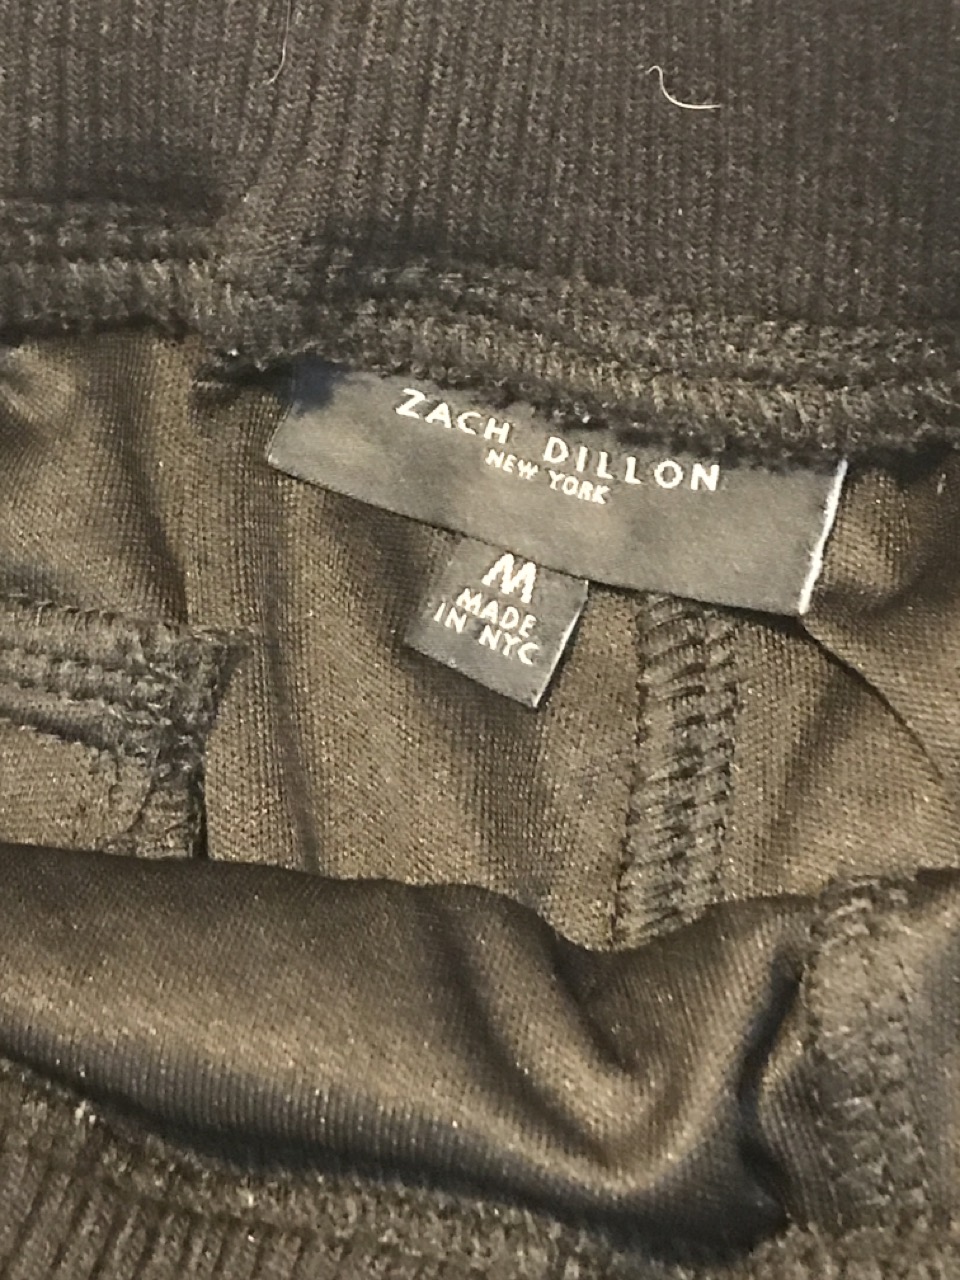 ZACH DILLON
NEW YORK
M
MADE
IN NYC